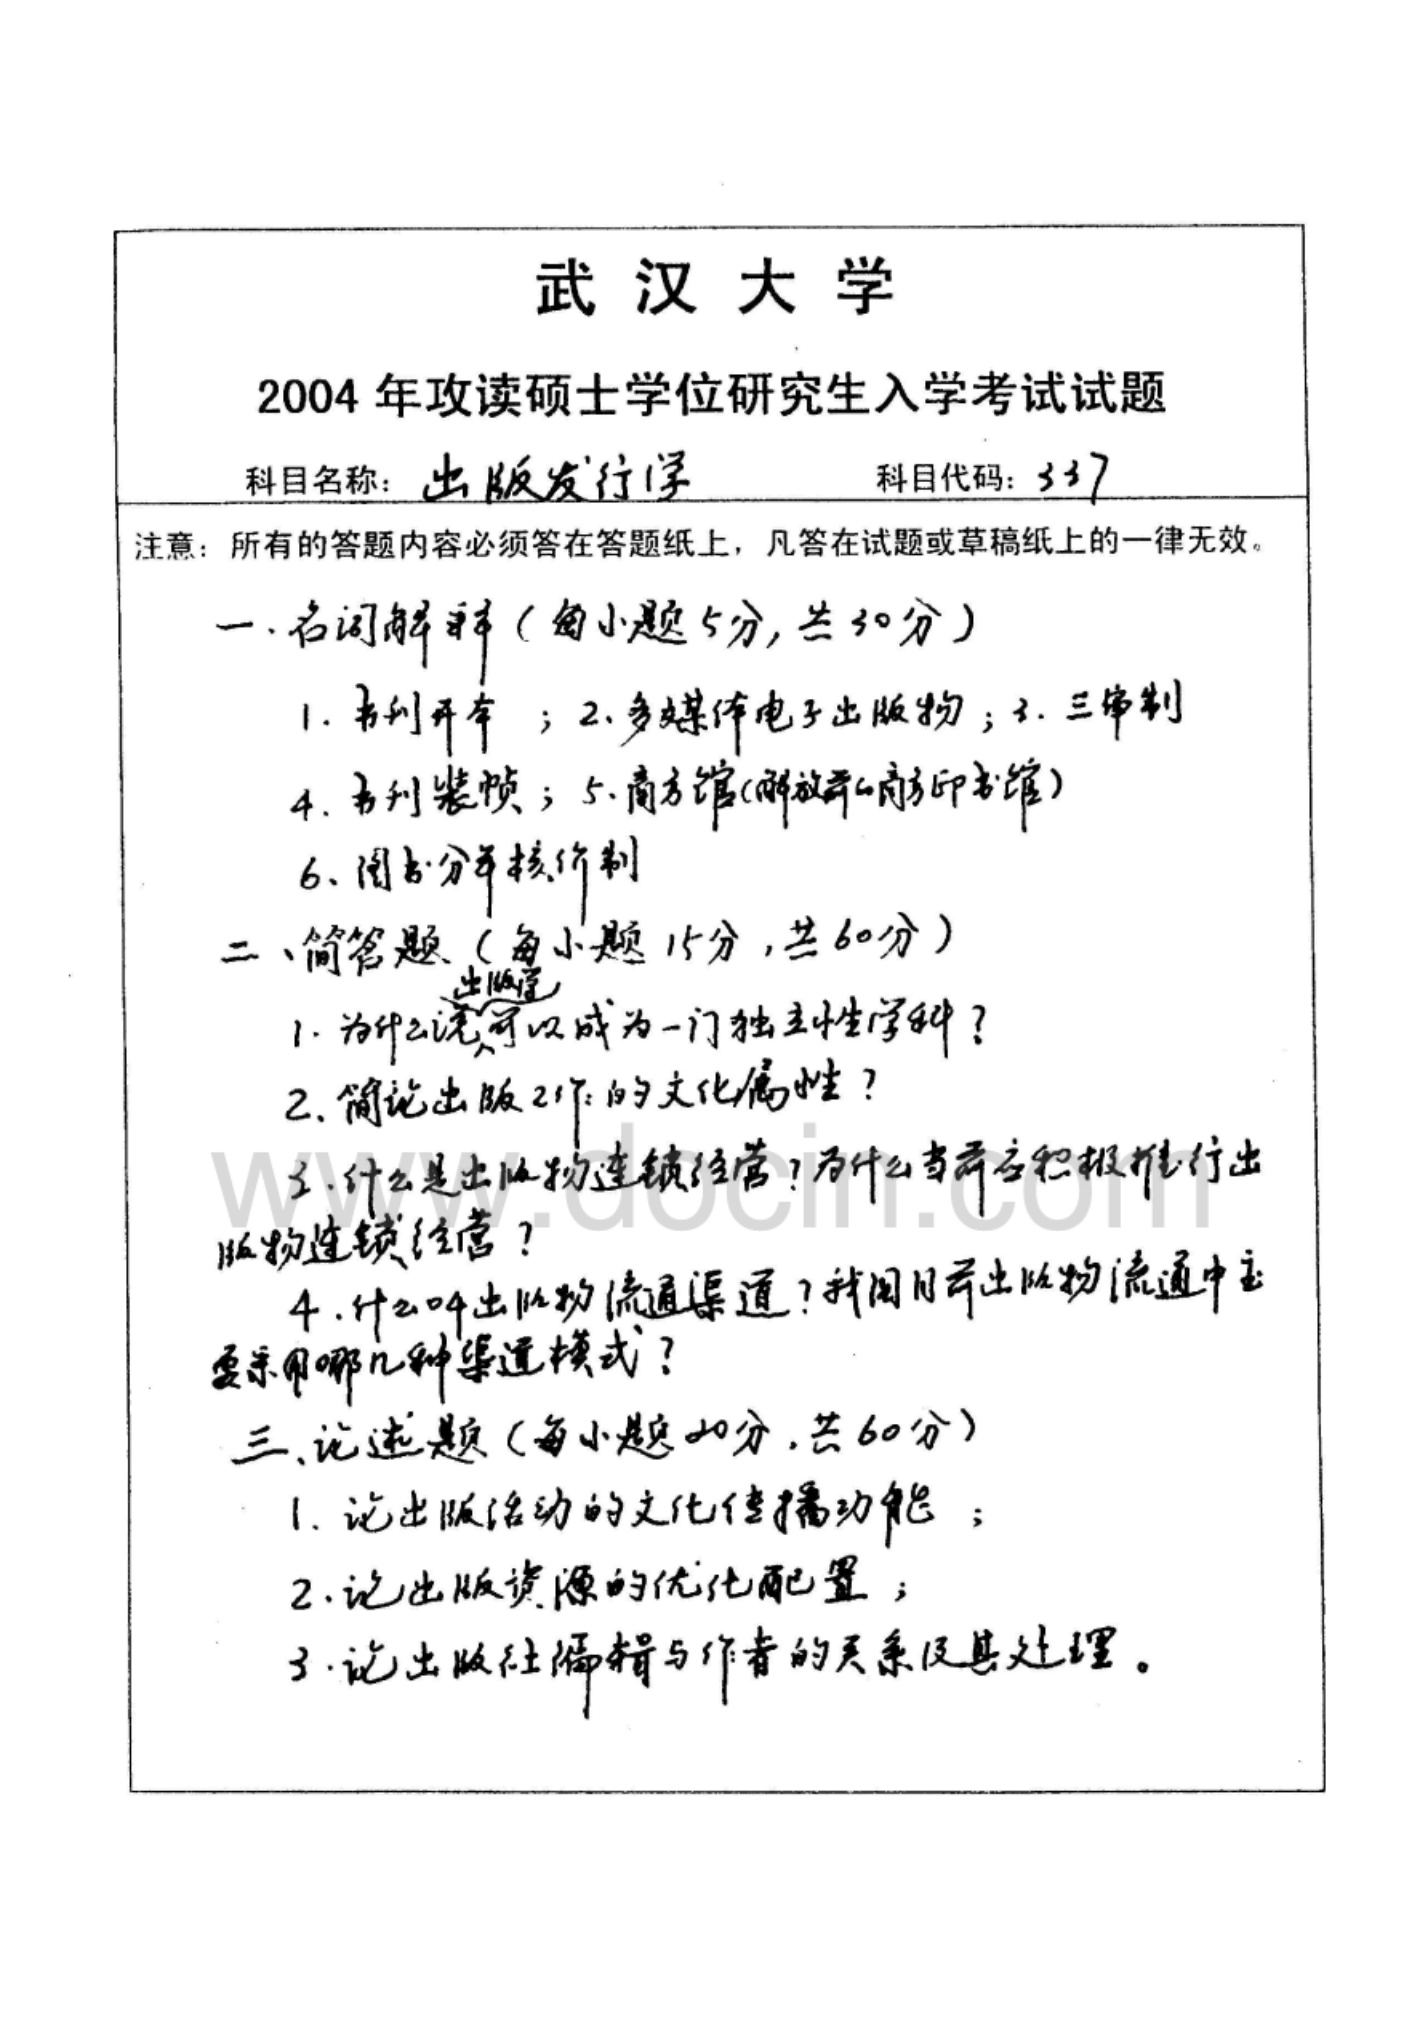 武汉大学
2004年攻读硕士学位研究生入学考试试题
科目名称：出版发行学 科目代码：337
注意：所有的答题内容必须答在答题纸上，凡答在试题或草稿纸上的一律无效。
一、名词解释（每小题5分，共30分）
1. 书刊开本；2、多媒体电子出版物；3. 三审制
4. 书刊装帧；5、商务馆（解放前的商务印书馆）
6、图书分年核价制
二、简答题（每小题15分，共60分）
1. 为什么说出版学可以成为一门独立性学科？
2、简论出版工作的文化属性？
3. 什么是出版物连锁经营？为什么当前应积极推行出
版物连锁经营？
4. 什么叫出版物流通渠道？我国目前出版物流通中主
要采用哪几种渠道模式？
三、论述题（每小题20分，共60分）
1. 论出版活动的文化传播功能；
2. 论出版资源的优化配置；
3. 论出版社编辑与作者的关系及其处理。
www.docin.com